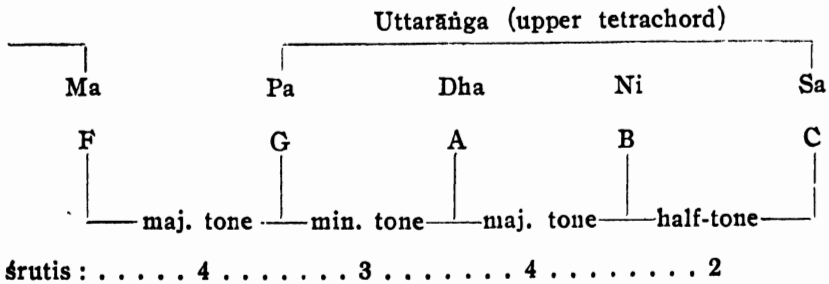 Uttarāṅga (upper tetrachord)
Ma Pa Dha Ni Sa
F G A B C
maj. tone min. tone maj. tone half-tone
śrutis : . . . . . 4 . . . . . . . 3 . . . . . . . 4 . . . . . . . . 2